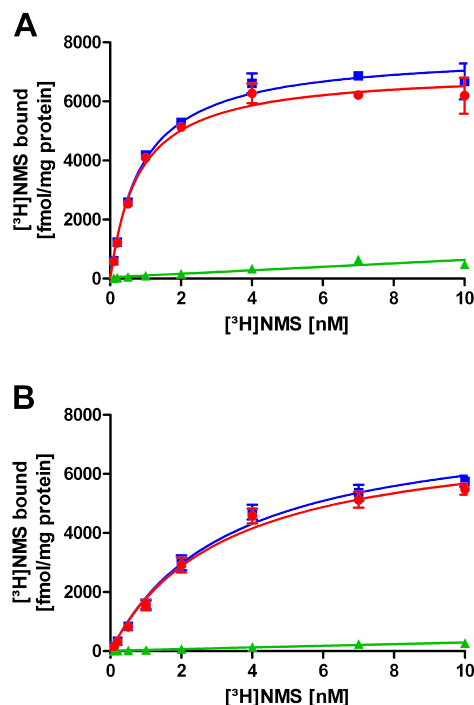 A
[³H]NMS bound
[fmol/mg protein]
8000
6000
4000
2000
0
0 2 4 6 8 10
[³H]NMS [nM]
B
[³H]NMS bound
[fmol/mg protein]
8000
6000
4000
2000
0
0 2 4 6 8 10
[³H]NMS [nM]